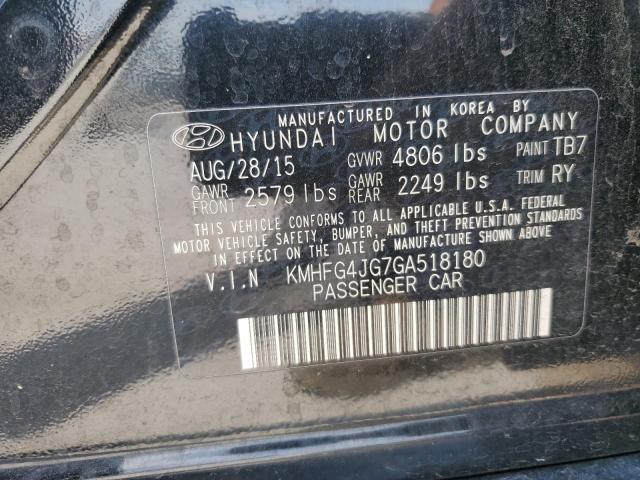 MANUFACTURED IN KOREA BY
HYUNDAI MOTOR COMPANY
AUG/28/15 GVWR 4806 lbs PAINT TB7
GAWR FRONT 2579 lbs GAWR REAR 2249 lbs TRIM RY
THIS VEHICLE CONFORMS TO ALL APPLICABLE U.S.A. FEDERAL
MOTOR VEHICLE SAFETY, BUMPER, AND THEFT PREVENTION STANDARDS
IN EFFECT ON THE DATE OF MANUFACTURE SHOWN ABOVE.
V.I.N KMHFG4JG7GA518180
PASSENGER CAR